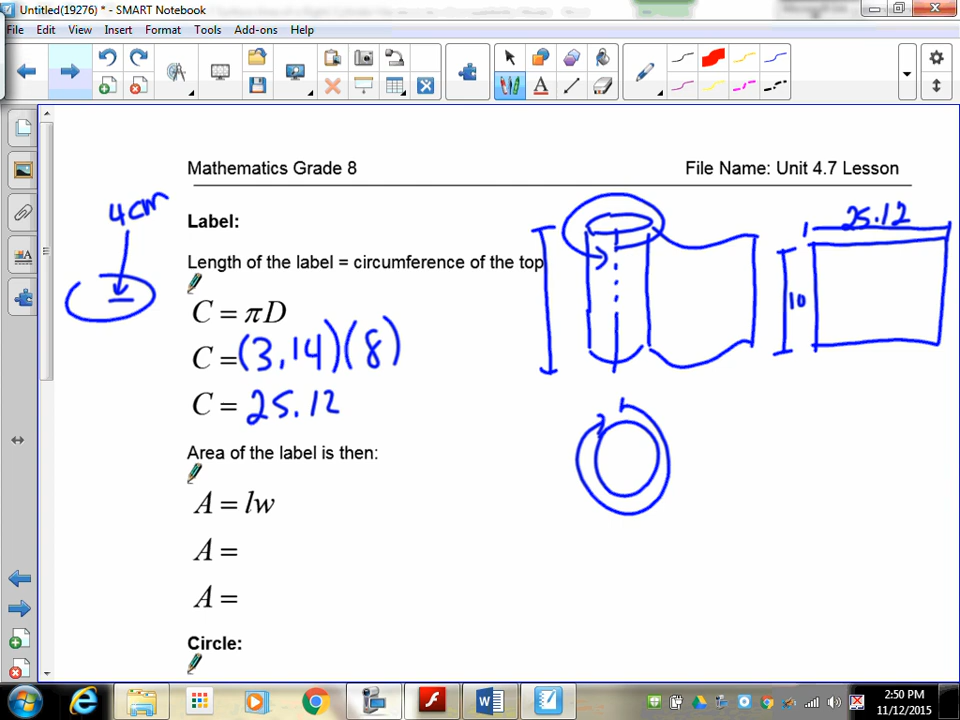 Untitled(19276) * - SMART Notebook
File Edit View Insert Format Tools Add-ons Help
Mathematics Grade 8 File Name: Unit 4.7 Lesson
4cm
Label:
25.12
Length of the label = circumference of the top
C = πD
10
C = (3.14)(8)
C = 25.12
Area of the label is then:
A = lw
A =
A =
Circle:
2:50 PM
11/12/2015